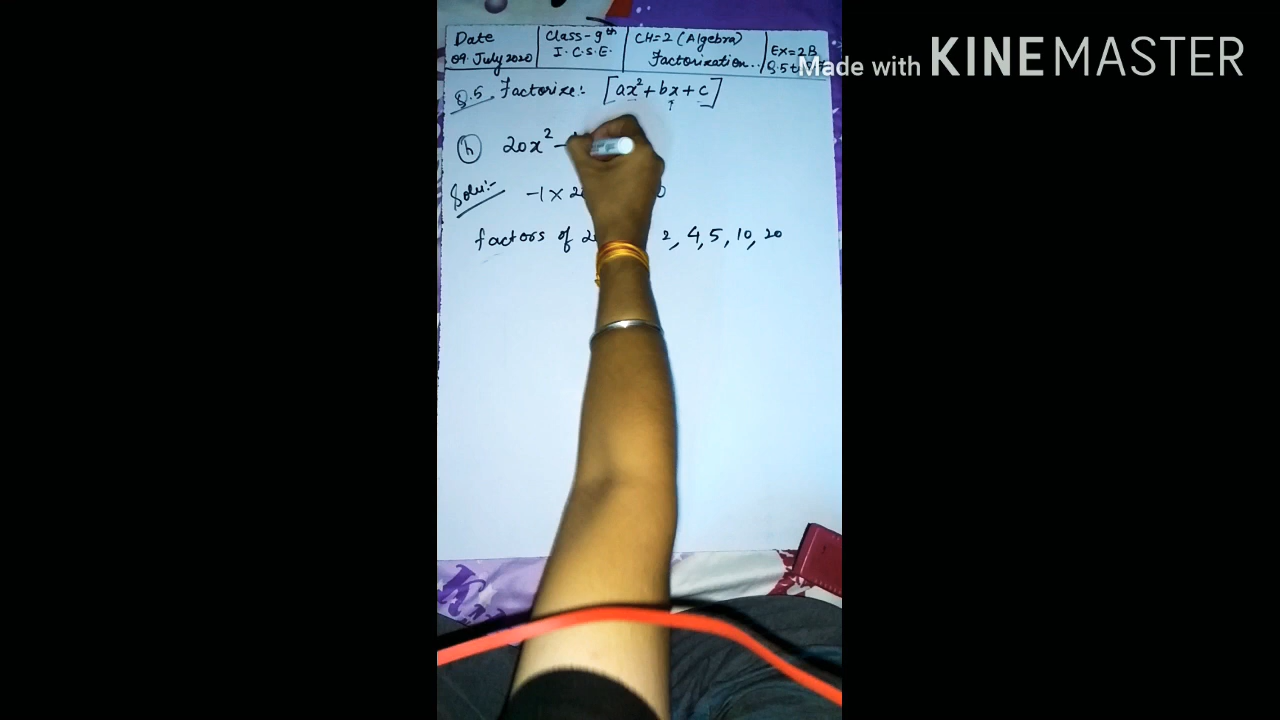 Date
09 July 2020
Class - 9th
I.C.S.E.
CH=2 (Algebra)
Factorization..
Ex=2B
Q.5
Made with KINEMASTER
Q.5 Factorize:- [ax²+bx+c]
(h) 20x² -
Solu:- -1 ×
factors of 2, 4, 5, 10, 20